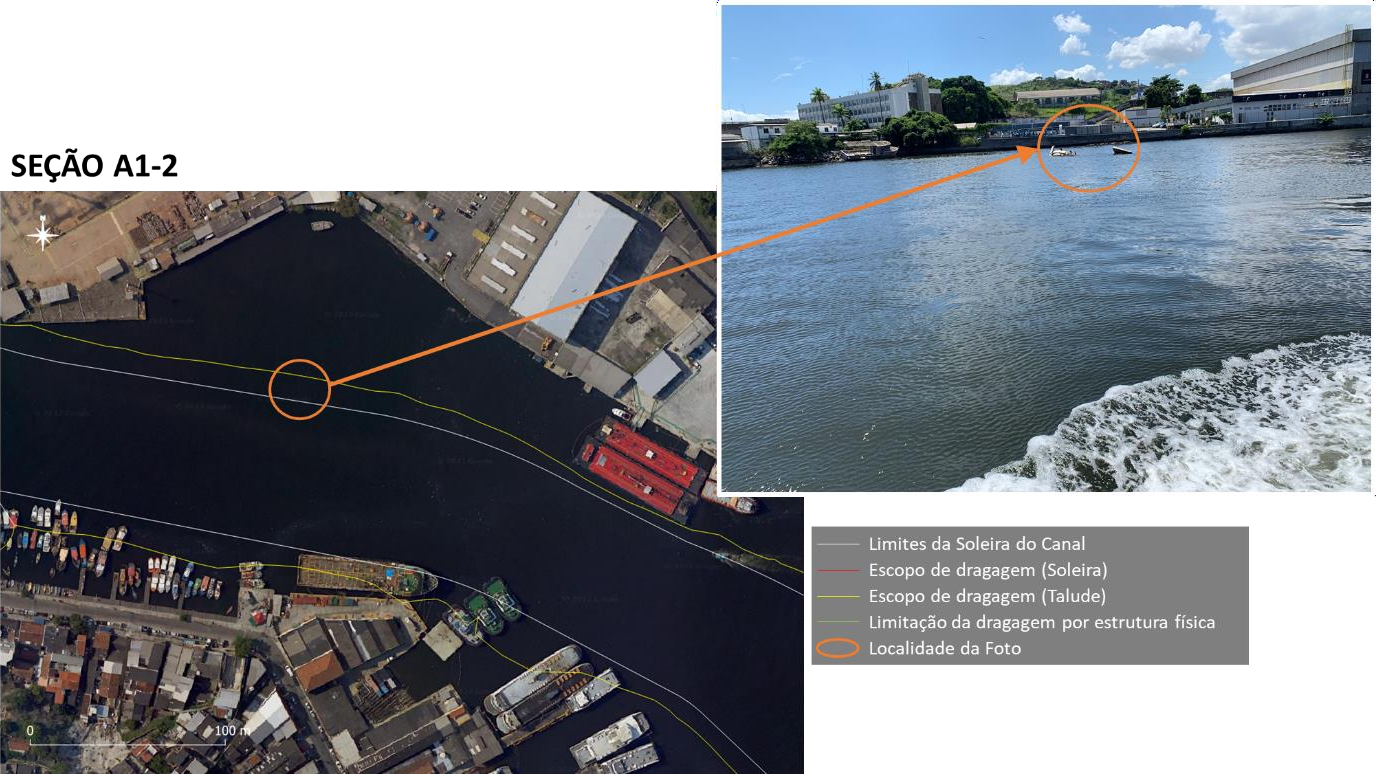 SEÇÃO A1-2
0 100 m
Limites da Soleira do Canal
Escopo de dragagem (Soleira)
Escopo de dragagem (Talude)
Limitação da dragagem por estrutura física
Localidade da Foto